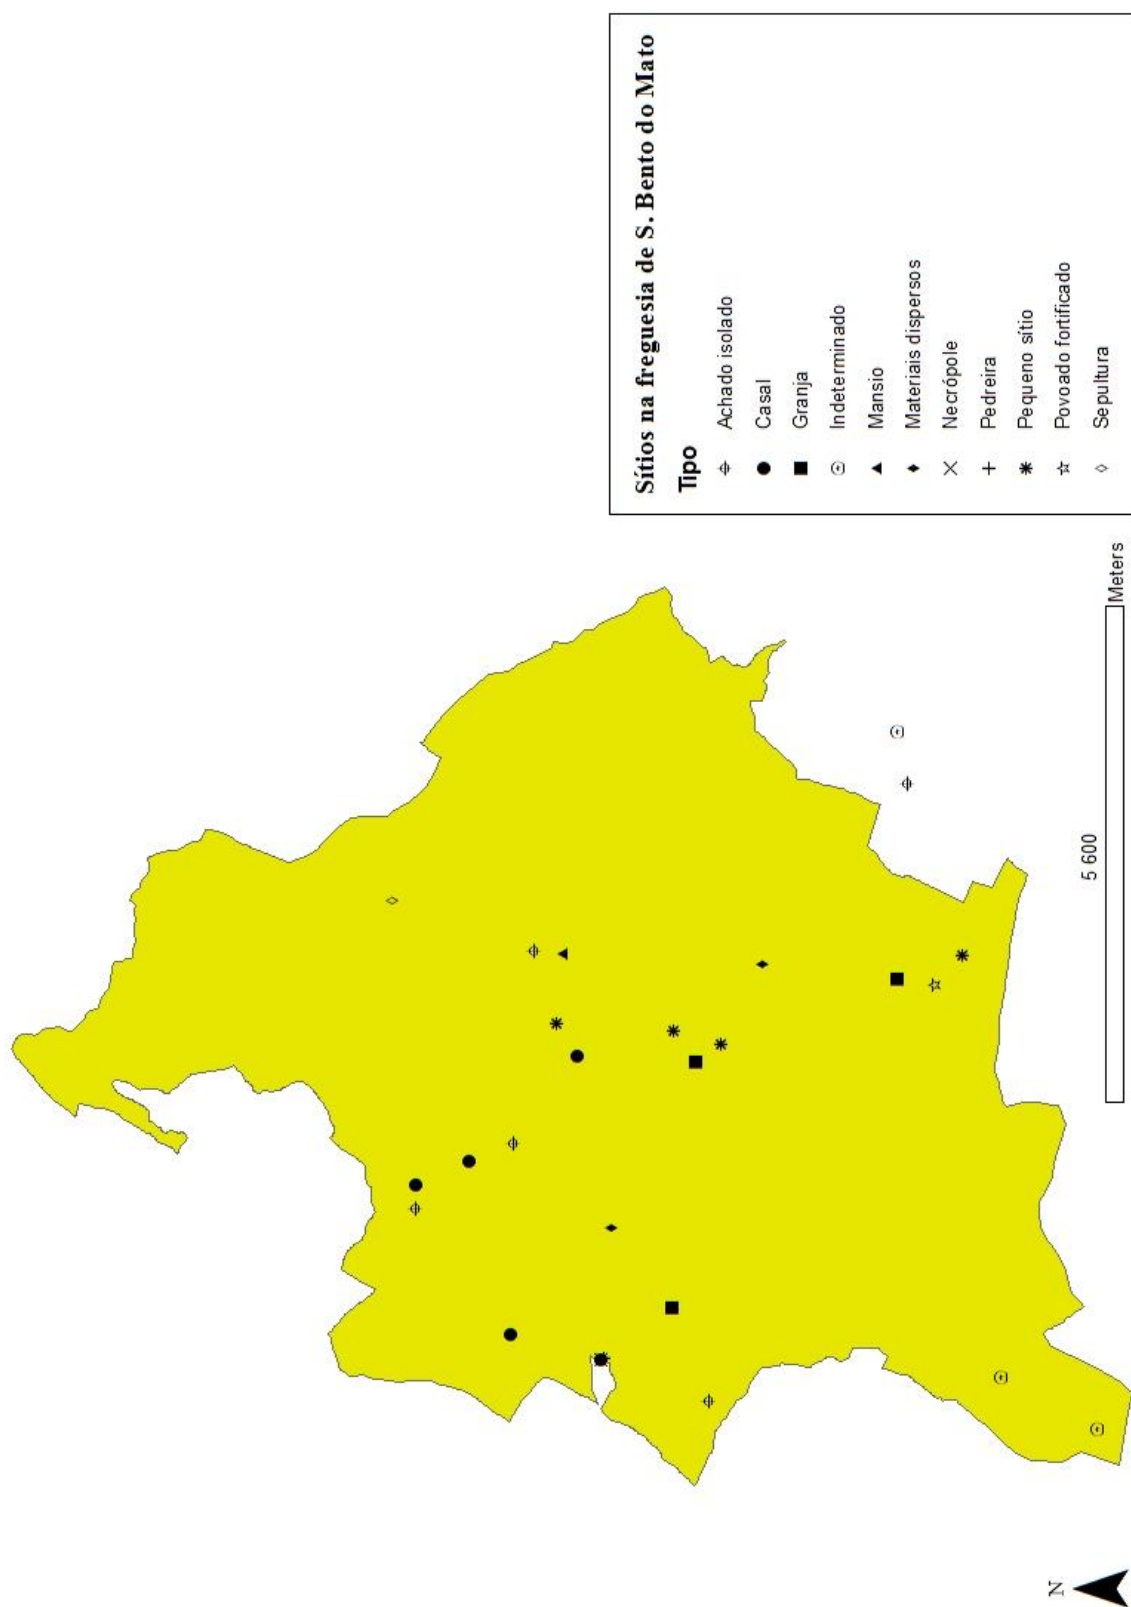 Sítios na freguesia de S. Bento do Mato
Tipo
Achado isolado
Casal
Granja
Indeterminado
Mansio
Materiais dispersos
Necrópole
Pedreira
Pequeno sítio
Povoado fortificado
Sepultura
5 600
Meters
N